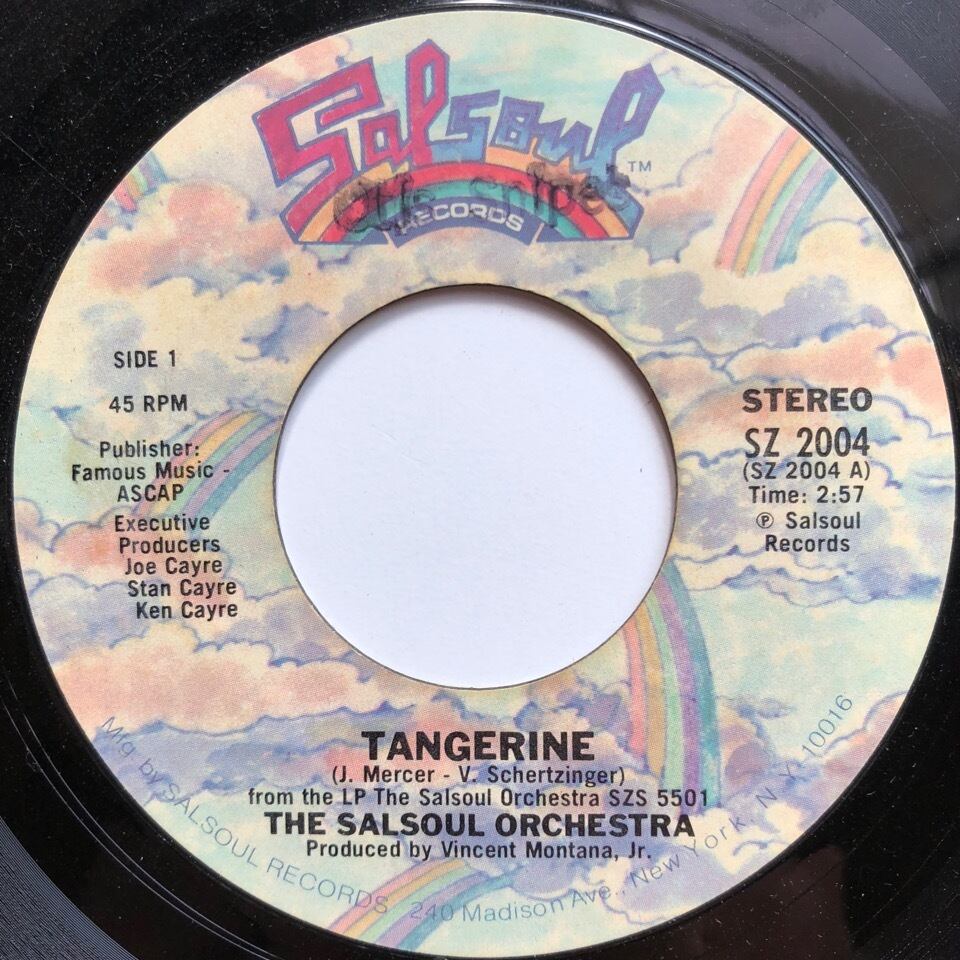 Salsoul
TM
RECORDS
SIDE 1
45 RPM
Publisher:
Famous Music -
ASCAP
Executive
Producers
Joe Cayre
Stan Cayre
Ken Cayre
STEREO
SZ 2004
(SZ 2004 A)
Time: 2:57
℗ Salsoul
Records
TANGERINE
(J. Mercer - V. Schertzinger)
from the LP The Salsoul Orchestra SZS 5501
THE SALSOUL ORCHESTRA
Produced by Vincent Montana, Jr.
Mfg. by SALSOUL RECORDS 240 Madison Ave., New York, N.Y. 10016